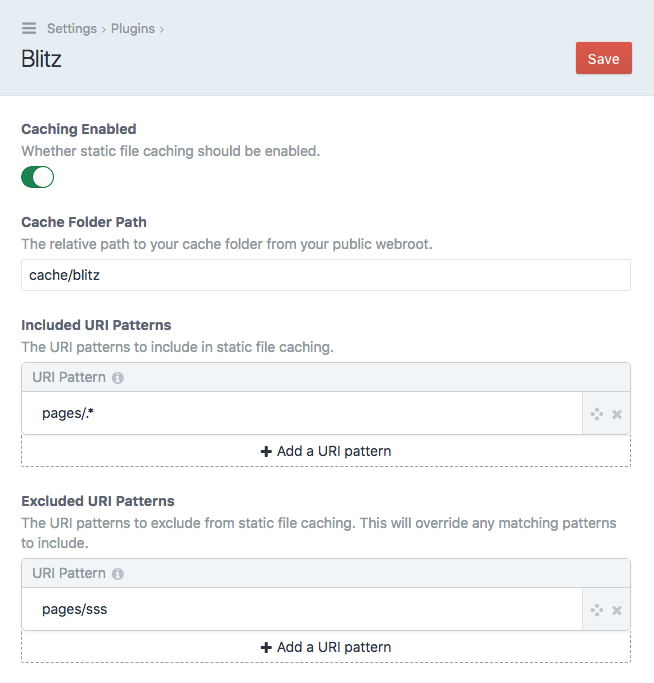 Settings › Plugins ›
Blitz
Save
Caching Enabled
Whether static file caching should be enabled.
Cache Folder Path
The relative path to your cache folder from your public webroot.
cache/blitz
Included URI Patterns
The URI patterns to include in static file caching.
URI Pattern
pages/.*
Add a URI pattern
Excluded URI Patterns
The URI patterns to exclude from static file caching. This will override any matching patterns
to include.
URI Pattern
pages/sss
Add a URI pattern